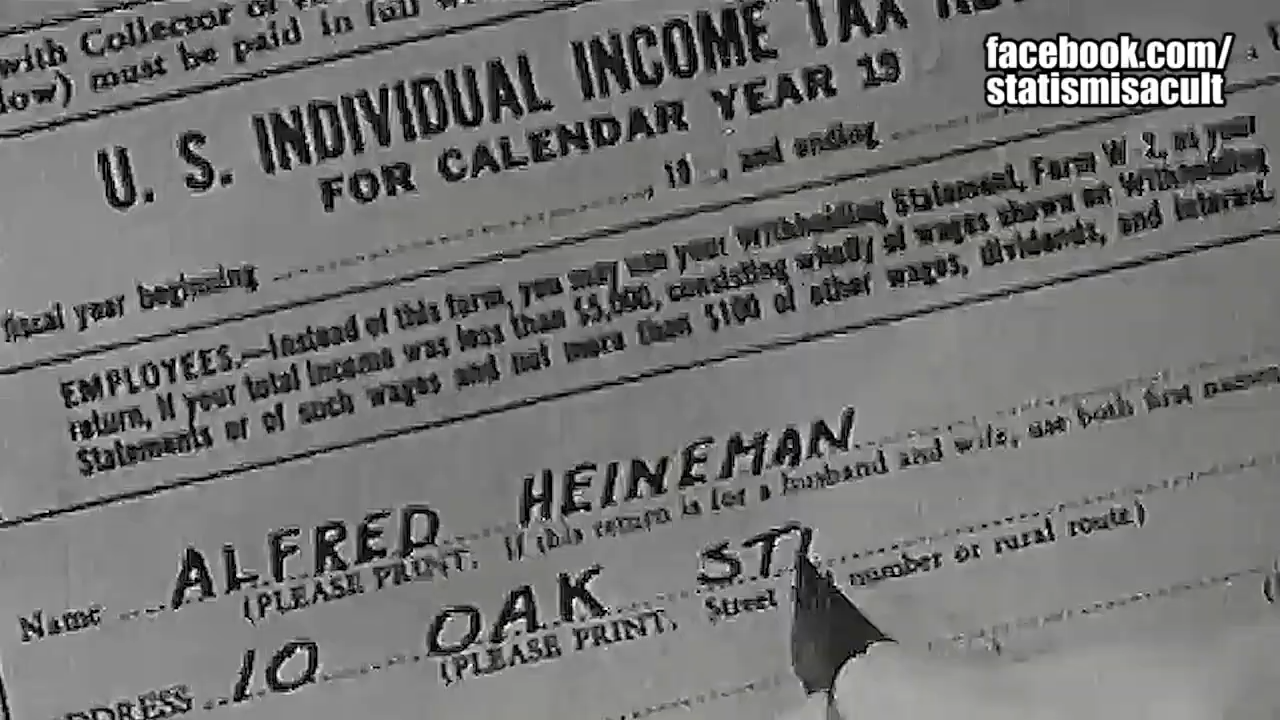 with Collector of
low) must be paid in full
U. S. INDIVIDUAL INCOME TAX
FOR CALENDAR YEAR 19
facebook.com/
statismisacult
fiscal year beginning , 19 , and ending
EMPLOYEES.—Instead of this form, you may use your Withholding Statement, Form W-2, as your
return, if your total income was less than $5,000, consisting wholly of wages shown on Withholding
Statements or of such wages and not more than $100 of other wages, dividends, and interest.
Name ALFRED HEINEMAN
(PLEASE PRINT. If this return is for a husband and wife, use both first names
ADDRESS 10 OAK ST
(PLEASE PRINT. Street number or rural route)